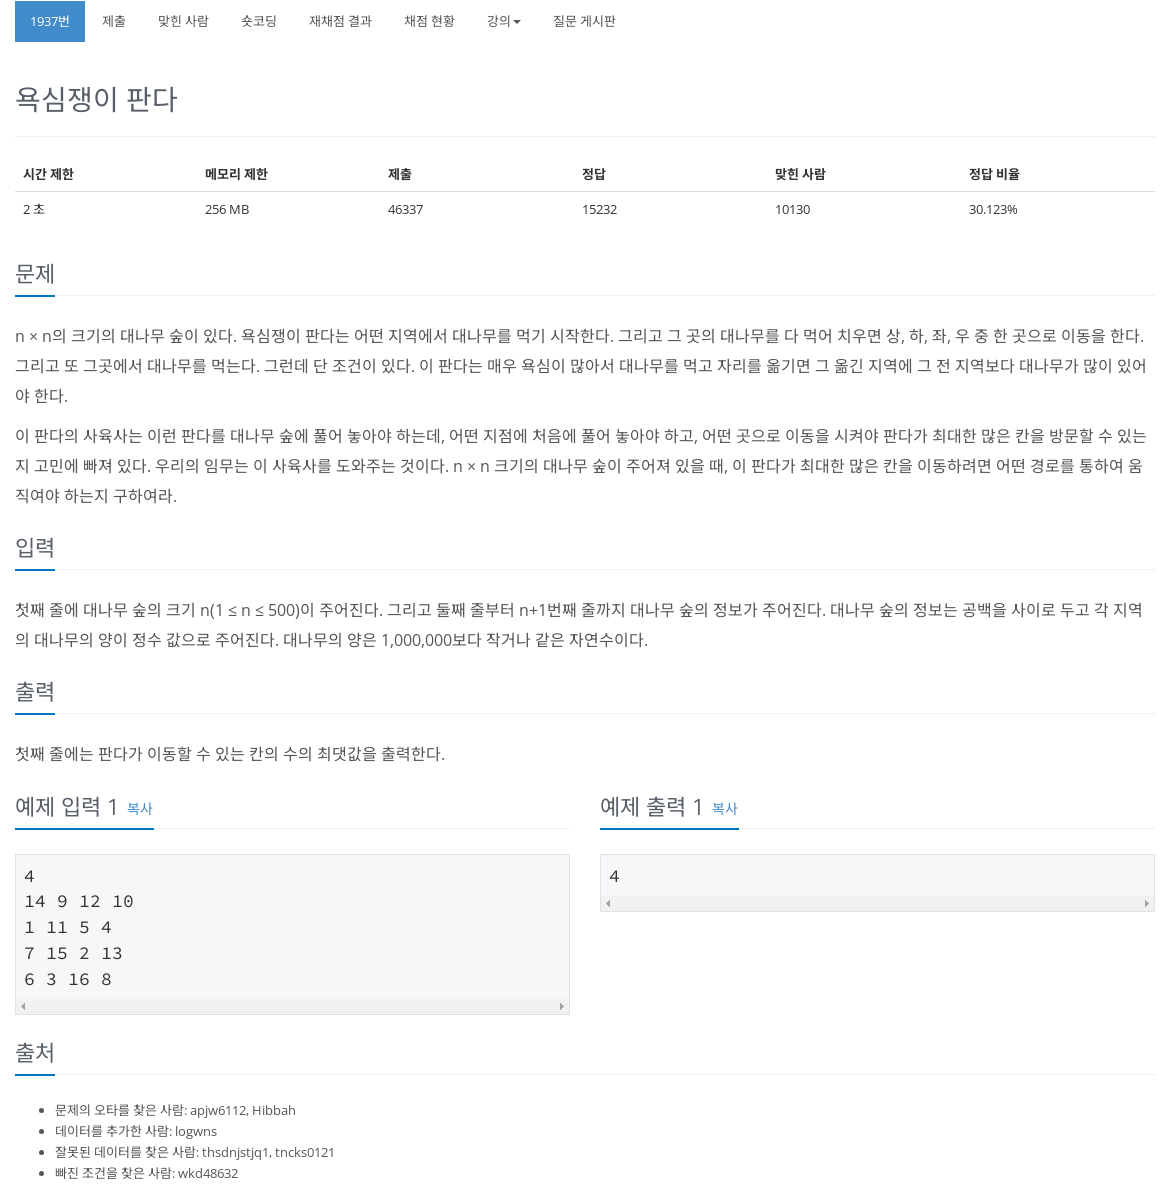 1937번 제출 맞힌 사람 숏코딩 재채점 결과 채점 현황 강의 질문 게시판
욕심쟁이 판다
시간 제한 메모리 제한 제출 정답 맞힌 사람 정답 비율
2 초 256 MB 46337 15232 10130 30.123%
문제
n × n의 크기의 대나무 숲이 있다. 욕심쟁이 판다는 어떤 지역에서 대나무를 먹기 시작한다. 그리고 그 곳의 대나무를 다 먹어 치우면 상, 하, 좌, 우 중 한 곳으로 이동을 한다.
그리고 또 그곳에서 대나무를 먹는다. 그런데 단 조건이 있다. 이 판다는 매우 욕심이 많아서 대나무를 먹고 자리를 옮기면 그 옮긴 지역에 그 전 지역보다 대나무가 많이 있어
야 한다.
이 판다의 사육사는 이런 판다를 대나무 숲에 풀어 놓아야 하는데, 어떤 지점에 처음에 풀어 놓아야 하고, 어떤 곳으로 이동을 시켜야 판다가 최대한 많은 칸을 방문할 수 있는
지 고민에 빠져 있다. 우리의 임무는 이 사육사를 도와주는 것이다. n × n 크기의 대나무 숲이 주어져 있을 때, 이 판다가 최대한 많은 칸을 이동하려면 어떤 경로를 통하여 움
직여야 하는지 구하여라.
입력
첫째 줄에 대나무 숲의 크기 n(1 ≤ n ≤ 500)이 주어진다. 그리고 둘째 줄부터 n+1번째 줄까지 대나무 숲의 정보가 주어진다. 대나무 숲의 정보는 공백을 사이로 두고 각 지역
의 대나무의 양이 정수 값으로 주어진다. 대나무의 양은 1,000,000보다 작거나 같은 자연수이다.
출력
첫째 줄에는 판다가 이동할 수 있는 칸의 수의 최댓값을 출력한다.
예제 입력 1 복사
4
14 9 12 10
1 11 5 4
7 15 2 13
6 3 16 8
예제 출력 1 복사
4
출처
문제의 오타를 찾은 사람: apjw6112, Hibbah
데이터를 추가한 사람: logwns
잘못된 데이터를 찾은 사람: thsdnjstjq1, tncks0121
빠진 조건을 찾은 사람: wkd48632